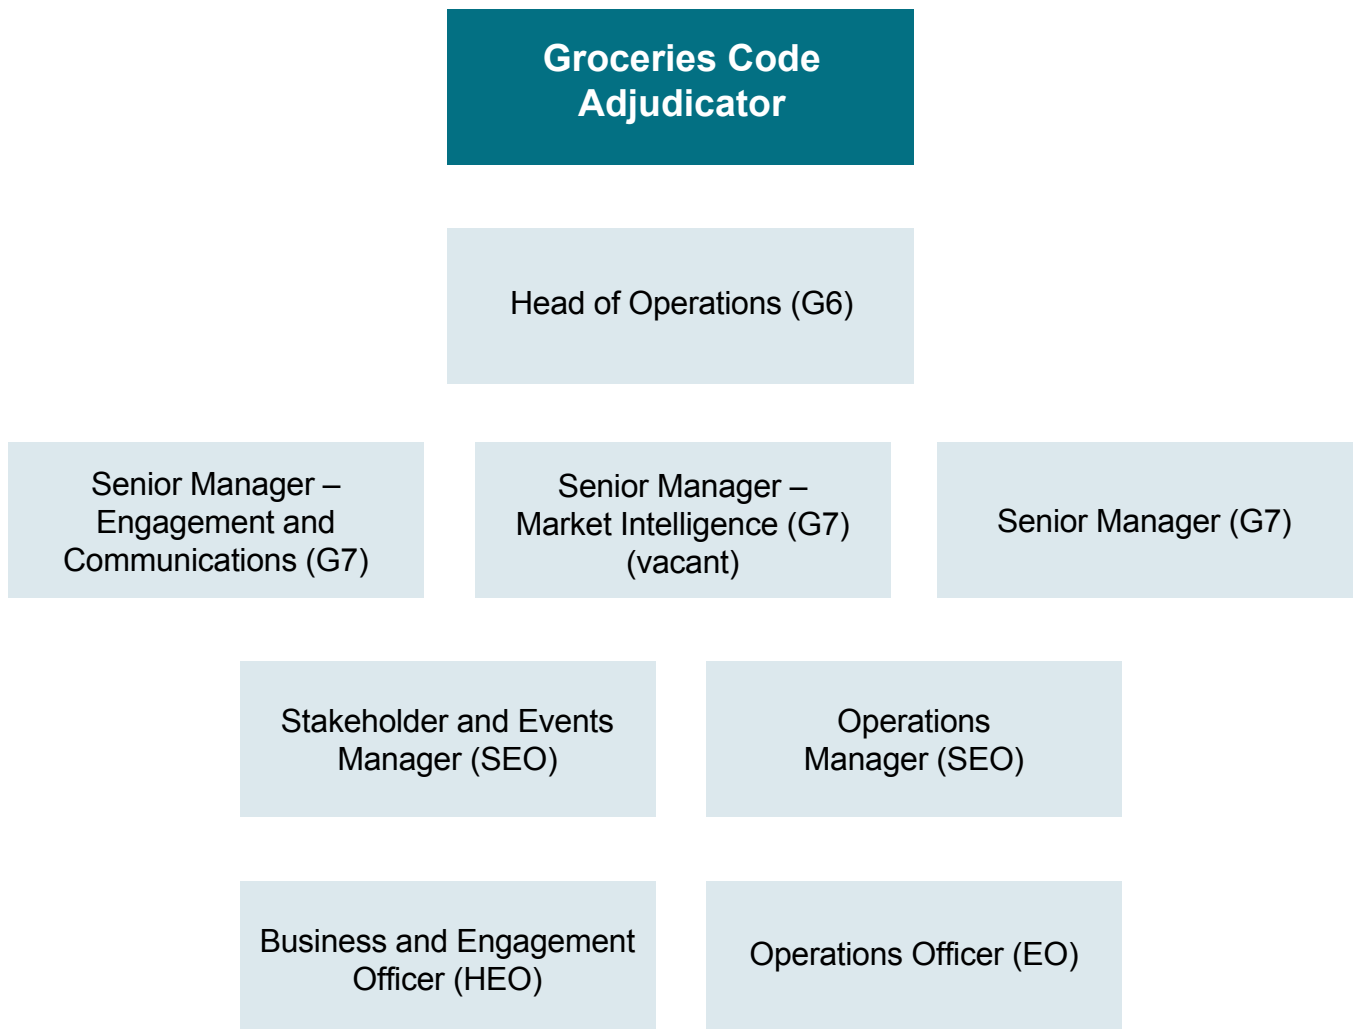 Groceries Code
Adjudicator
Head of Operations (G6)
Senior Manager –
Engagement and
Communications (G7)
Senior Manager –
Market Intelligence (G7)
(vacant)
Senior Manager (G7)
Stakeholder and Events
Manager (SEO)
Operations
Manager (SEO)
Business and Engagement
Officer (HEO)
Operations Officer (EO)